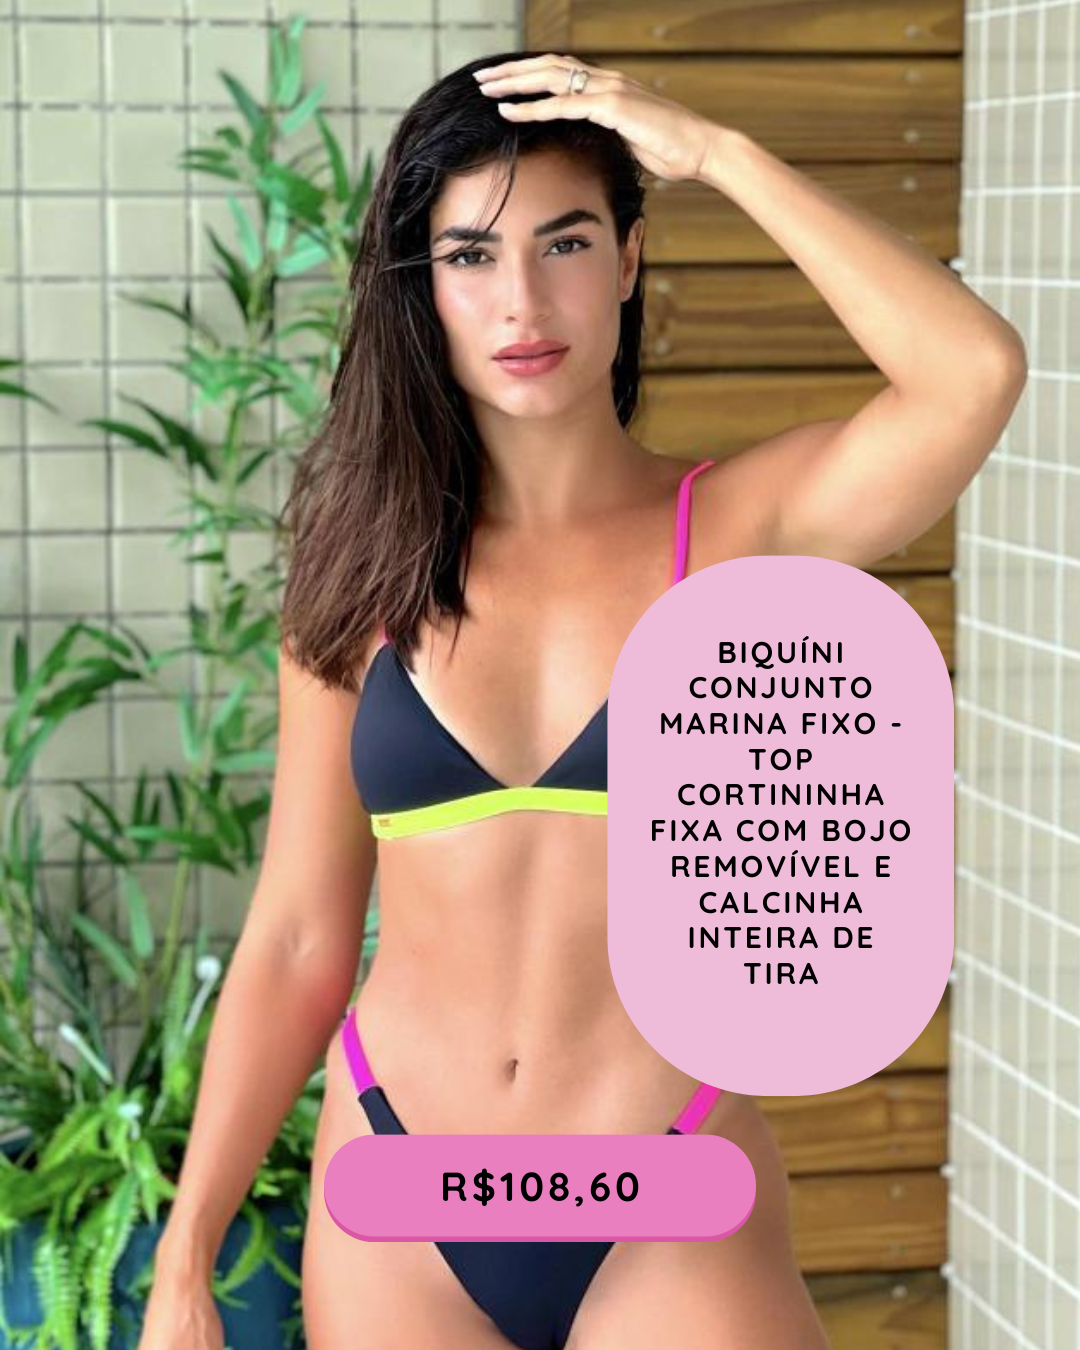 BIQUÍNI
CONJUNTO
MARINA FIXO -
TOP
CORTININHA
FIXA COM BOJO
REMOVÍVEL E
CALCINHA
INTEIRA DE
TIRA
R$108,60